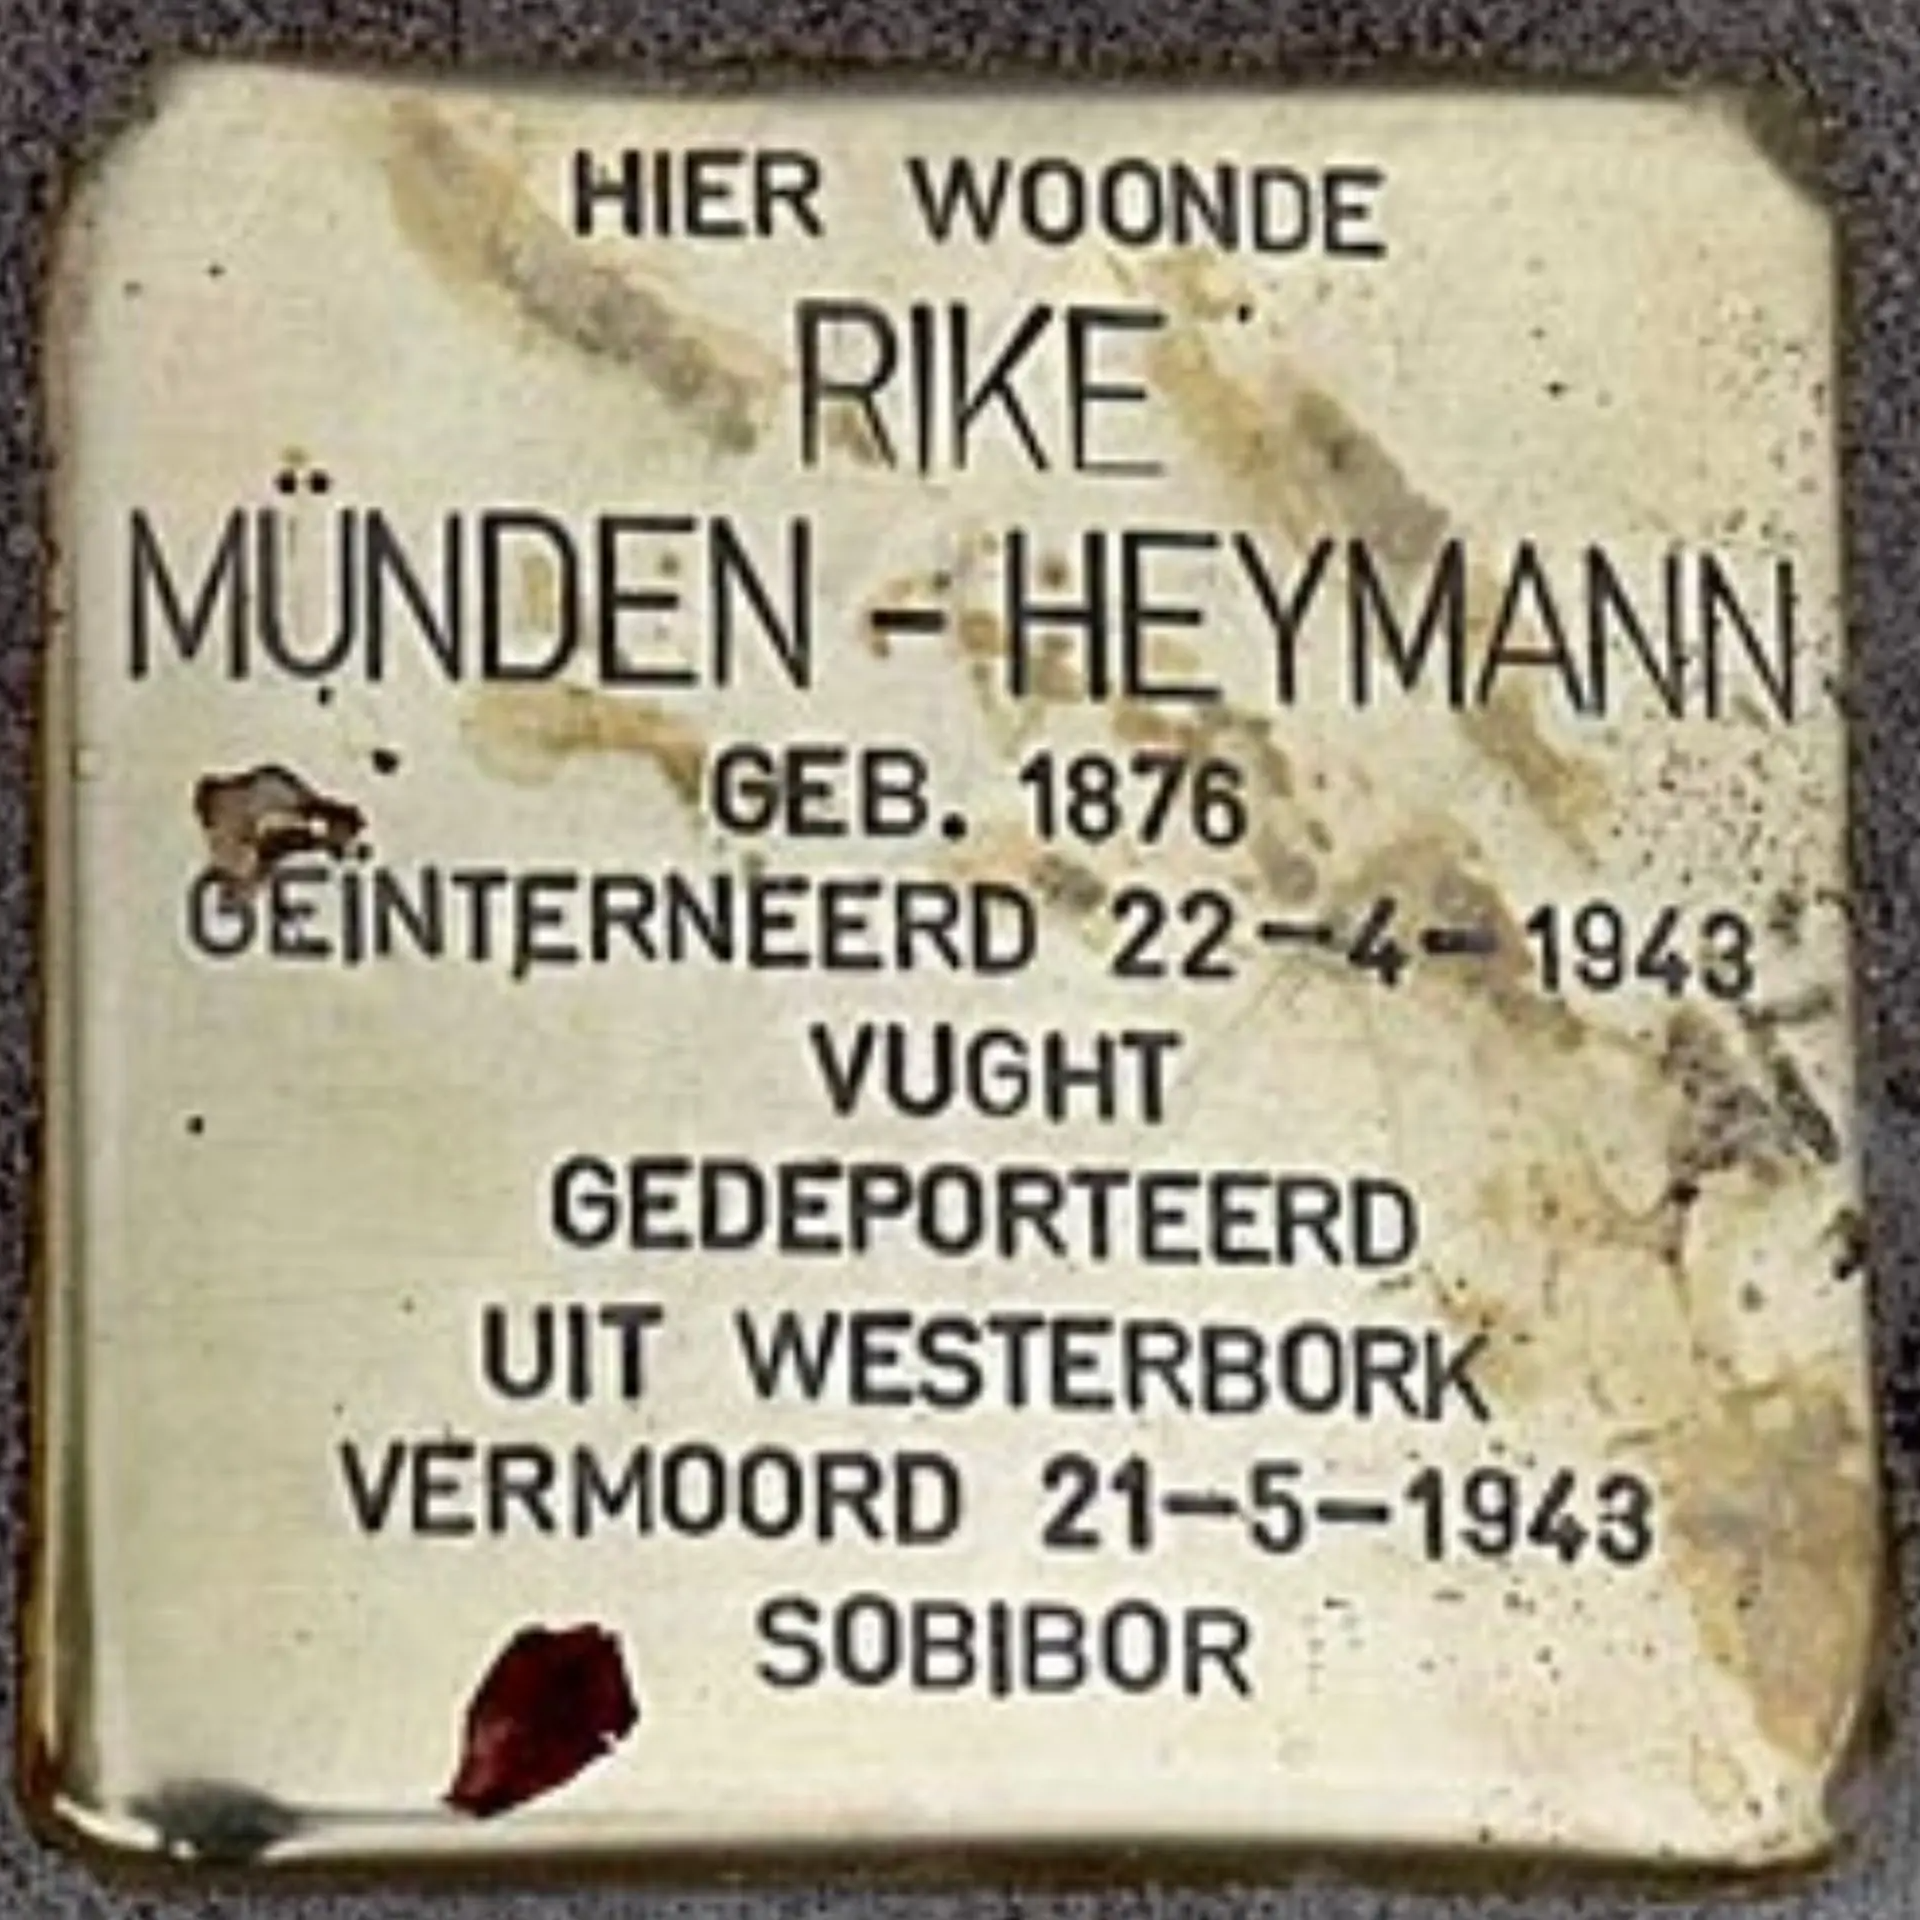 HIER WOONDE
RIKE
MÜNDEN - HEYMANN
GEB. 1876
GEÏNTERNEERD 22-4-1943
VUGHT
GEDEPORTEERD
UIT WESTERBORK
VERMOORD 21-5-1943
SOBIBOR